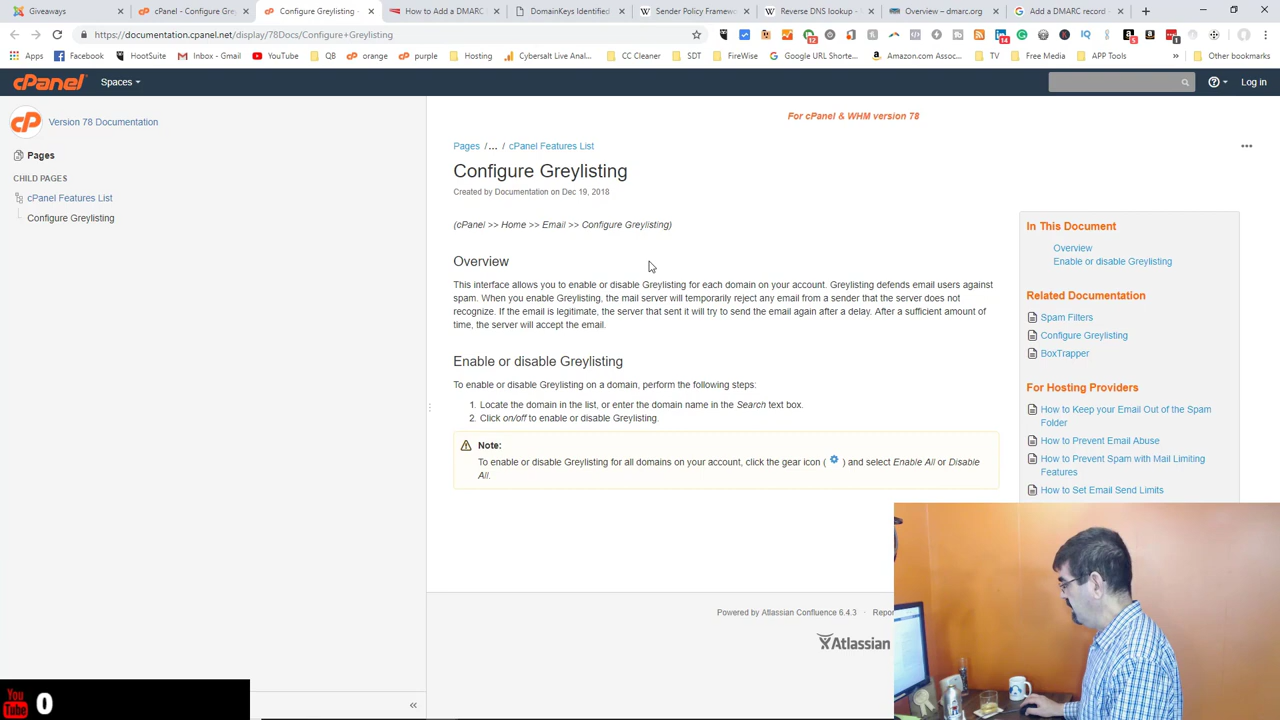 Giveaways
cPanel - Configure Gre
Configure Greylisting -
How to Add a DMARC
DomainKeys Identified
Sender Policy Framew
Reverse DNS lookup -
Overview – dmarc.org
Add a DMARC record -
https://documentation.cpanel.net/display/78Docs/Configure+Greylisting
Apps
Facebook
HootSuite
Inbox - Gmail
YouTube
QB
orange
purple
Hosting
Cybersalt Live Anal...
CC Cleaner
SDT
FireWise
Google URL Shorte...
Amazon.com Assoc...
TV
Free Media
APP Tools
»
Other bookmarks
cPanel
Spaces
Log in
cP
Version 78 Documentation
Pages
CHILD PAGES
cPanel Features List
Configure Greylisting
For cPanel & WHM version 78
Pages /... / cPanel Features List
Configure Greylisting
Created by Documentation on Dec 19, 2018
(cPanel >> Home >> Email >> Configure Greylisting)
Overview
This interface allows you to enable or disable Greylisting for each domain on your account. Greylisting defends email users against
spam. When you enable Greylisting, the mail server will temporarily reject any email from a sender that the server does not
recognize. If the email is legitimate, the server that sent it will try to send the email again after a delay. After a sufficient amount of
time, the server will accept the email.
Enable or disable Greylisting
To enable or disable Greylisting on a domain, perform the following steps:
1. Locate the domain in the list, or enter the domain name in the Search text box.
2. Click on/off to enable or disable Greylisting.
Note:
To enable or disable Greylisting for all domains on your account, click the gear icon ( ) and select Enable All or Disable
All.
In This Document
Overview
Enable or disable Greylisting
Related Documentation
Spam Filters
Configure Greylisting
BoxTrapper
For Hosting Providers
How to Keep your Email Out of the Spam
Folder
How to Prevent Email Abuse
How to Prevent Spam with Mail Limiting
Features
How to Set Email Send Limits
Powered by Atlassian Confluence 6.4.3 · Repor
Atlassian
You
Tube
0
«